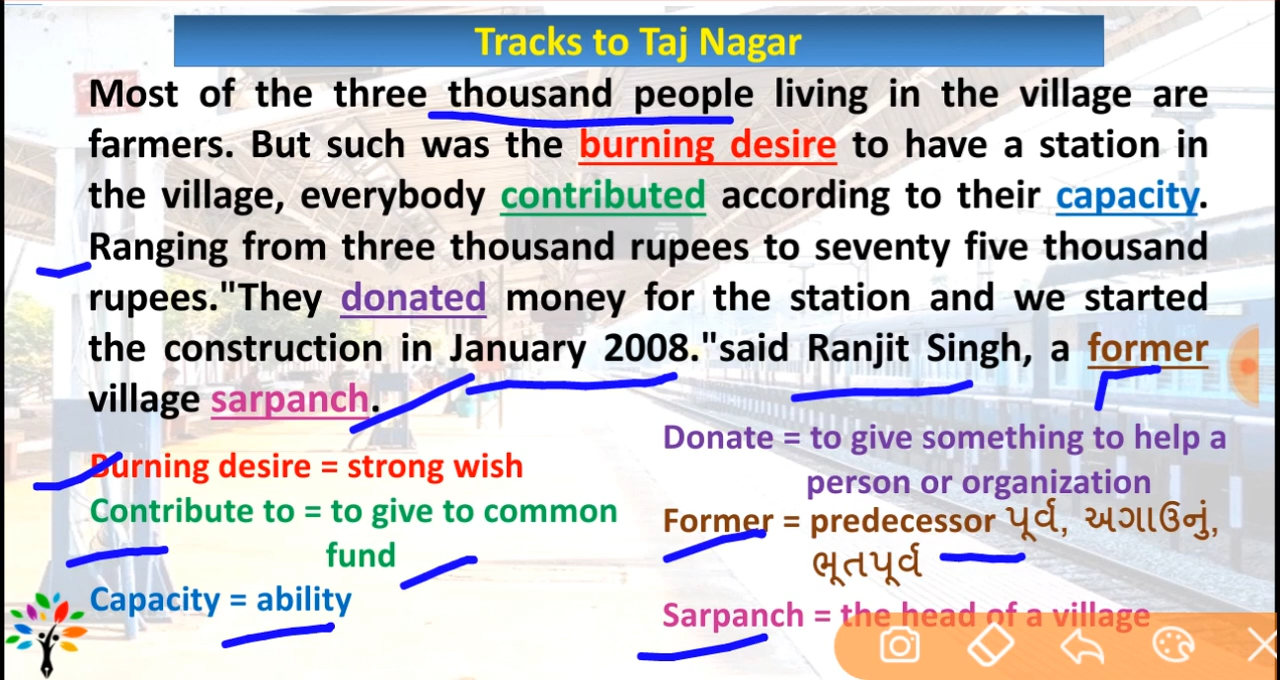 Tracks to Taj Nagar
Most of the three thousand people living in the village are
farmers. But such was the burning desire to have a station in
the village, everybody contributed according to their capacity.
Ranging from three thousand rupees to seventy five thousand
rupees."They donated money for the station and we started
the construction in January 2008."said Ranjit Singh, a former
village sarpanch.
Burning desire = strong wish
Contribute to = to give to common
fund
Capacity = ability
Donate = to give something to help a
person or organization
Former = predecessor પૂર્વ, અગાઉનું,
ભૂતપૂર્વ
Sarpanch = the head of a village